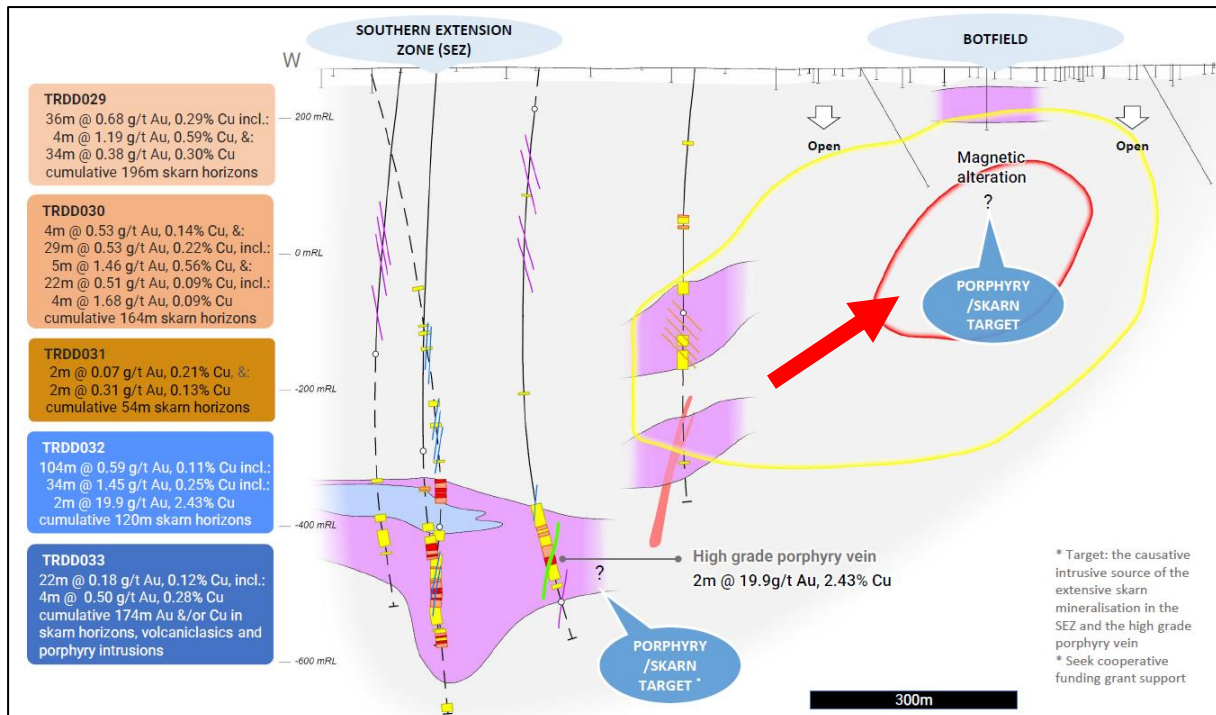 SOUTHERN EXTENSION
ZONE (SEZ)
BOTFIELD
W
TRDD029
36m @ 0.68 g/t Au, 0.29% Cu incl.:
4m @ 1.19 g/t Au, 0.59% Cu, &:
34m @ 0.38 g/t Au, 0.30% Cu
cumulative 196m skarn horizons
TRDD030
4m @ 0.53 g/t Au, 0.14% Cu, &:
29m @ 0.53 g/t Au, 0.22% Cu, incl.:
5m @ 1.46 g/t Au, 0.56% Cu, &:
22m @ 0.51 g/t Au, 0.09% Cu, incl.:
4m @ 1.68 g/t Au, 0.09% Cu
cumulative 164m skarn horizons
TRDD031
2m @ 0.07 g/t Au, 0.21% Cu, &:
2m @ 0.31 g/t Au, 0.13% Cu
cumulative 54m skarn horizons
TRDD032
104m @ 0.59 g/t Au, 0.11% Cu incl.:
34m @ 1.45 g/t Au, 0.25% Cu incl.:
2m @ 19.9 g/t Au, 2.43% Cu
cumulative 120m skarn horizons
TRDD033
22m @ 0.18 g/t Au, 0.12% Cu, incl.:
4m @ 0.50 g/t Au, 0.28% Cu
cumulative 174m Au &/or Cu in
skarn horizons, volcaniclasics and
porphyry intrusions
200 mRL
0 mRL
-200 mRL
-400 mRL
-600 mRL
Open
Open
Magnetic
alteration
?
PORPHYRY
/SKARN
TARGET
High grade porphyry vein
2m @ 19.9g/t Au, 2.43% Cu
?
PORPHYRY
/SKARN
TARGET *
* Target: the causative
intrusive source of the
extensive skarn
mineralisation in the
SEZ and the high grade
porphyry vein
* Seek cooperative
funding grant support
300m